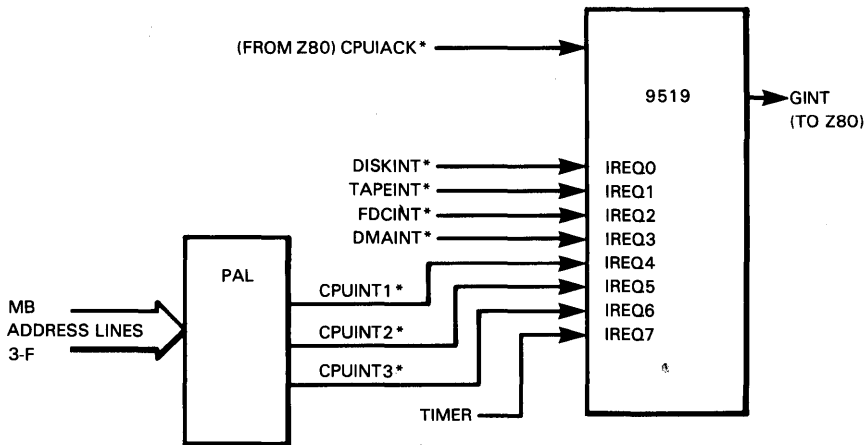 (FROM Z80) CPUIACK*
9519
GINT
(TO Z80)
DISKINT*
IREQ0
TAPEINT*
IREQ1
FDCINT*
IREQ2
DMAINT*
IREQ3
PAL
IREQ4
CPUINT1*
IREQ5
MB
ADDRESS LINES
3-F
CPUINT2*
IREQ6
CPUINT3*
IREQ7
TIMER